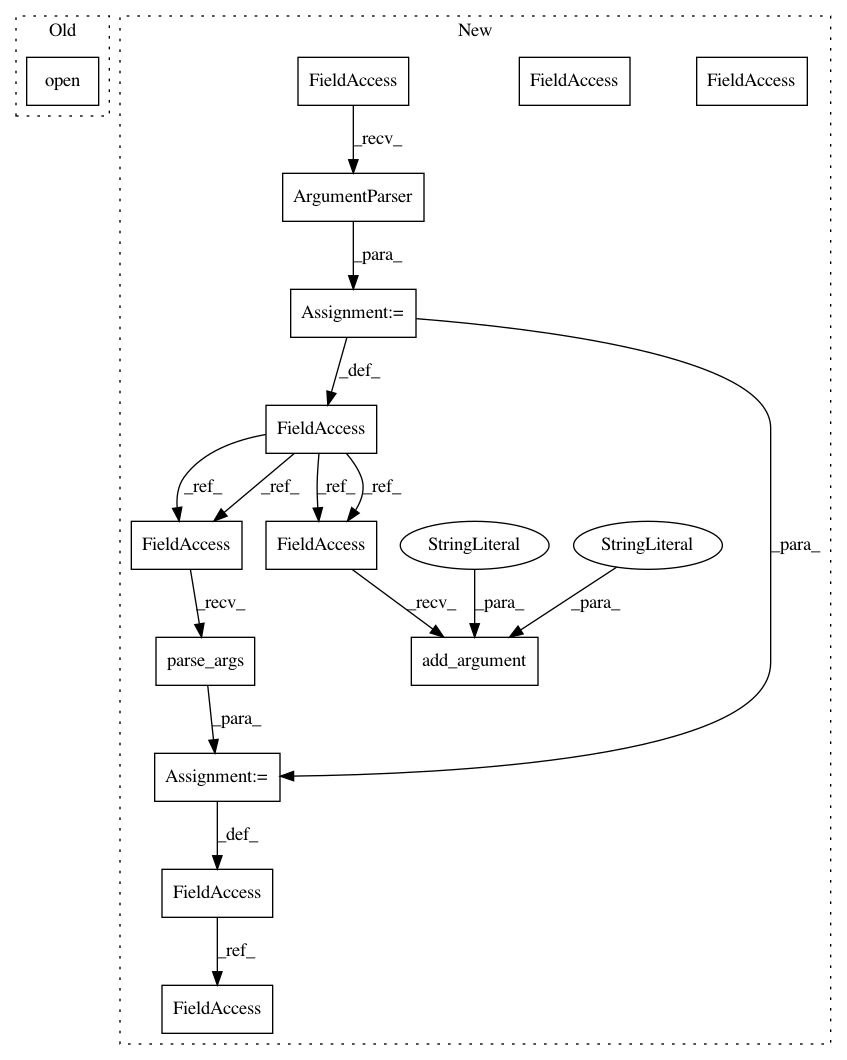 Old
New
open
FieldAccess
FieldAccess
FieldAccess
_recv_
ArgumentParser
_para_
Assignment:=
_def_
FieldAccess
_ref_
_ref_
_ref_
_ref_
FieldAccess
FieldAccess
StringLiteral
StringLiteral
_para_
_recv_
_recv_
_para_
_para_
parse_args
add_argument
_para_
Assignment:=
_def_
FieldAccess
_ref_
FieldAccess